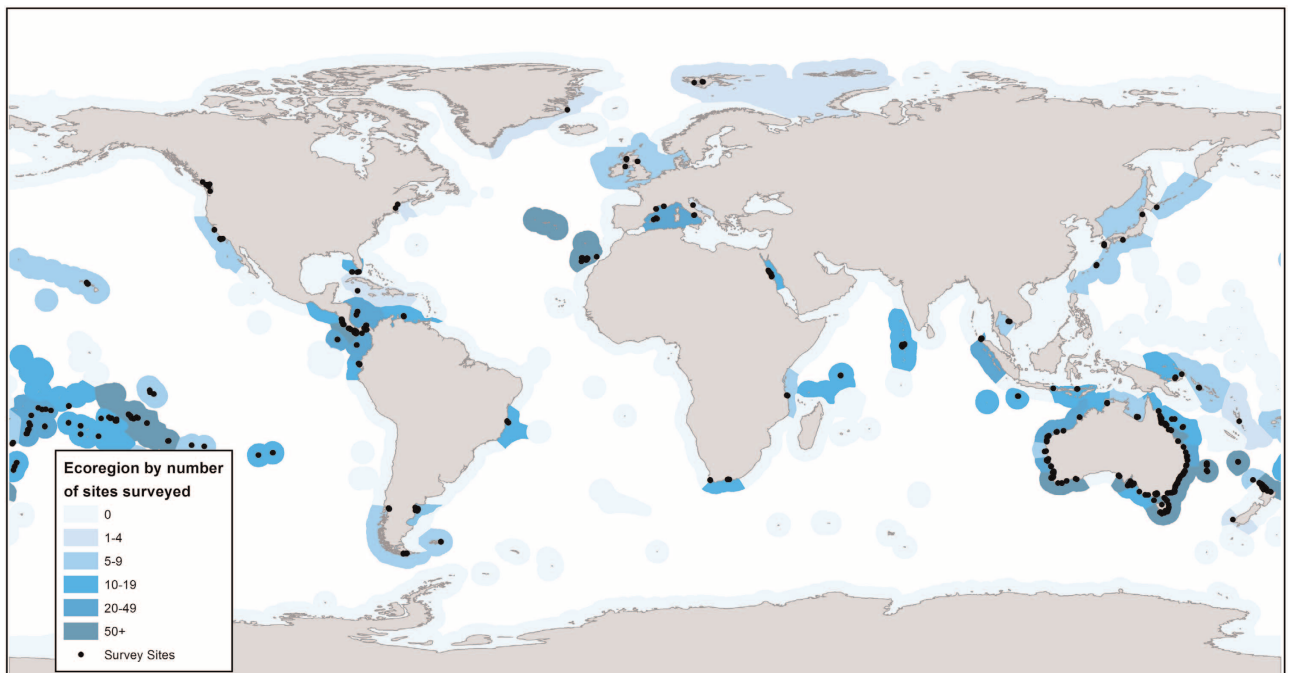 Ecoregion by number
of sites surveyed
0
1-4
5-9
10-19
20-49
50+
Survey Sites